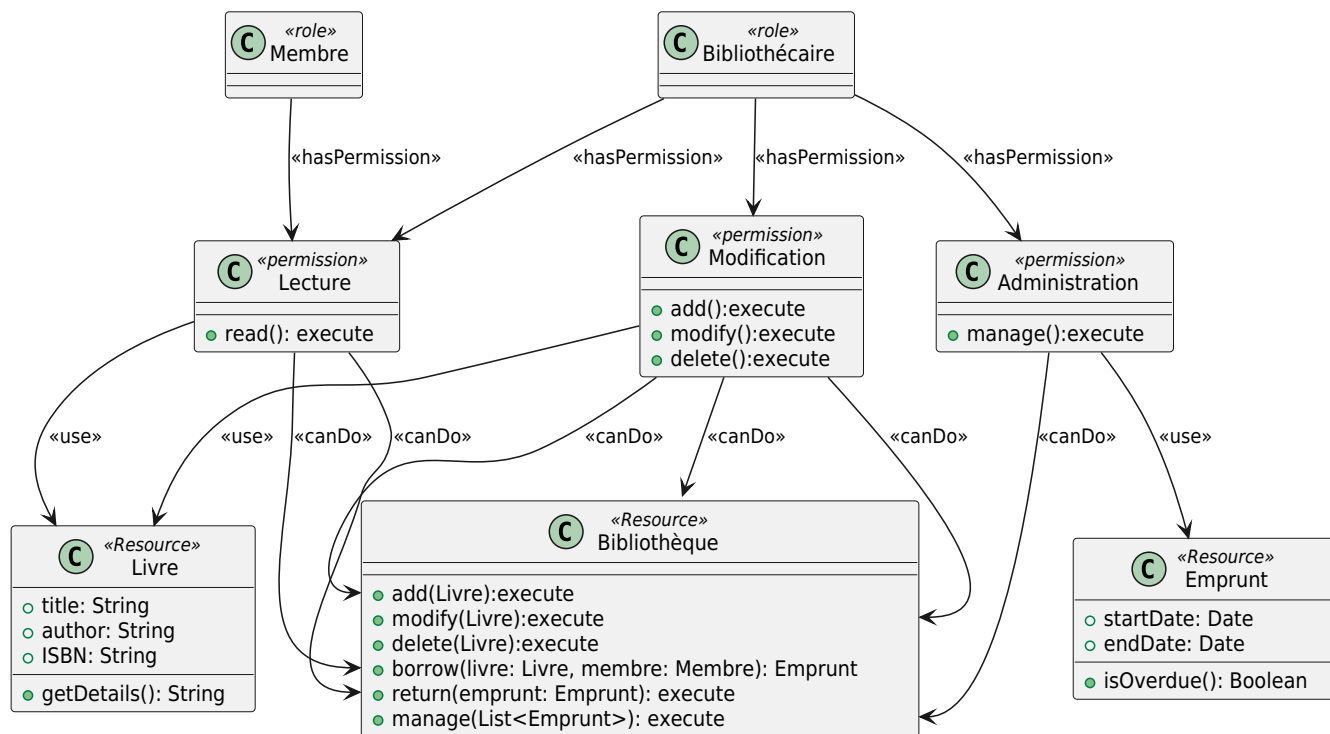 C
«role»
Membre
C
«role»
Bibliothécaire
«hasPermission»
«hasPermission»
«hasPermission»
«hasPermission»
C
«permission»
Lecture
read(): execute
C
«permission»
Modification
add():execute
modify():execute
delete():execute
C
«permission»
Administration
manage():execute
«use»
«use»
«canDo»
«canDo»
«canDo»
«canDo»
«canDo»
«canDo»
«use»
C
«Resource»
Livre
title: String
author: String
ISBN: String
getDetails(): String
C
«Resource»
Bibliothèque
add(Livre):execute
modify(Livre):execute
delete(Livre):execute
borrow(livre: Livre, membre: Membre): Emprunt
return(emprunt: Emprunt): execute
manage(List<Emprunt>): execute
C
«Resource»
Emprunt
startDate: Date
endDate: Date
isOverdue(): Boolean